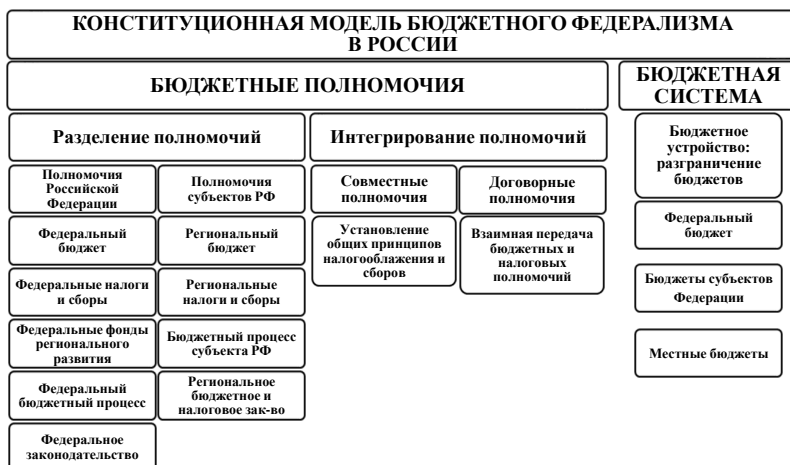 КОНСТИТУЦИОННАЯ МОДЕЛЬ БЮДЖЕТНОГО ФЕДЕРАЛИЗМА
В РОССИИ
БЮДЖЕТНЫЕ ПОЛНОМОЧИЯ
Разделение полномочий
Полномочия
Российской
Федерации
Федеральный
бюджет
Федеральные налоги
и сборы
Федеральные фонды
регионального
развития
Федеральный
бюджетный процесс
Федеральное
законодательство
Полномочия
субъектов РФ
Региональный
бюджет
Региональные
налоги и сборы
Бюджетный процесс
субъекта РФ
Региональное
бюджетное и
налоговое зак-во
Интегрирование полномочий
Совместные
полномочия
Установление
общих принципов
налогооблажения и
сборов
Договорные
полномочия
Взаимная передача
бюджетных и
налоговых
полномочий
БЮДЖЕТНАЯ
СИСТЕМА
Бюджетное
устройство:
разграничение
бюджетов
Федеральный
бюджет
Бюджеты субъектов
Федерации
Местные бюджеты